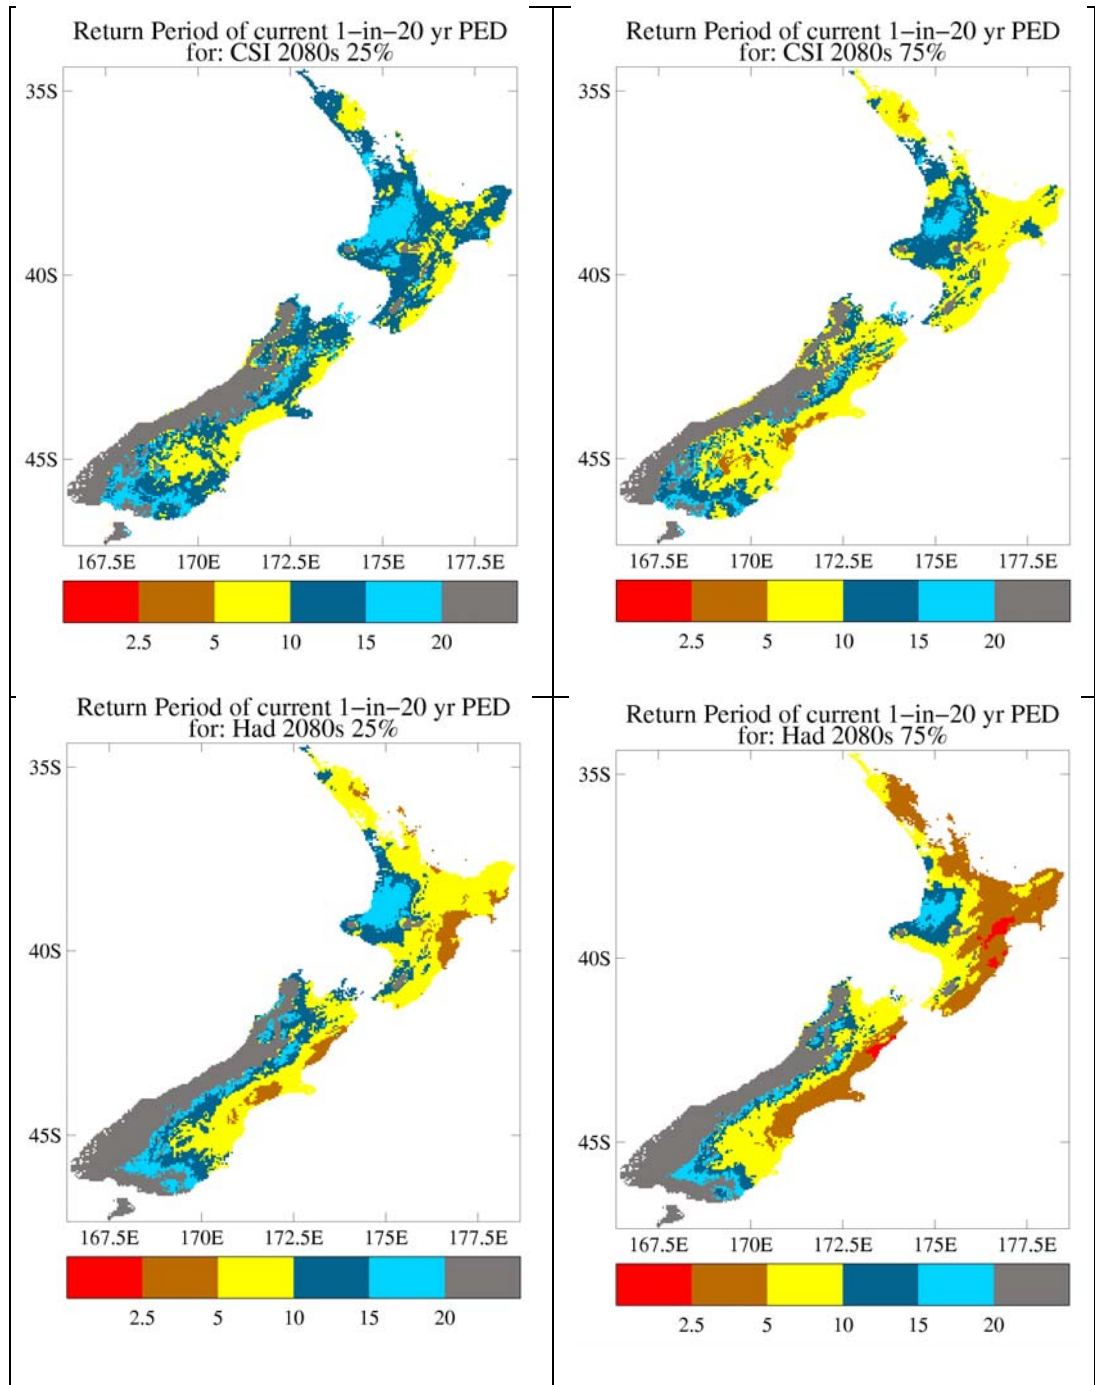 Return Period of current 1−in−20 yr PED
for: CSI 2080s 25%
35S
40S
45S
167.5E 170E 172.5E 175E 177.5E
2.5 5 10 15 20
Return Period of current 1−in−20 yr PED
for: CSI 2080s 75%
35S
40S
45S
167.5E 170E 172.5E 175E 177.5E
2.5 5 10 15 20
Return Period of current 1−in−20 yr PED
for: Had 2080s 25%
35S
40S
45S
167.5E 170E 172.5E 175E 177.5E
2.5 5 10 15 20
Return Period of current 1−in−20 yr PED
for: Had 2080s 75%
35S
40S
45S
167.5E 170E 172.5E 175E 177.5E
2.5 5 10 15 20